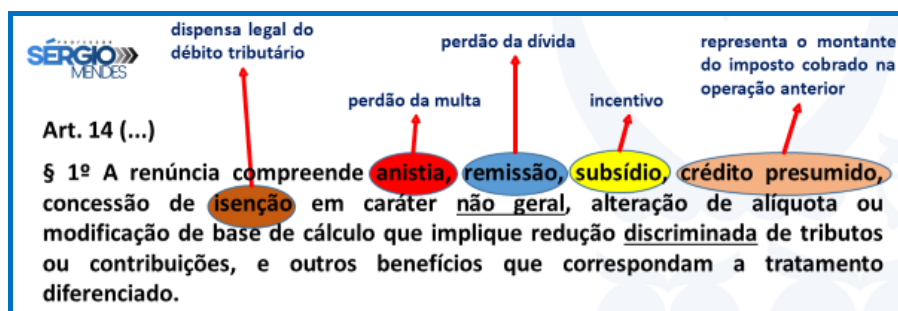 PROFESSOR
SÉRGIO
MENDES
dispensa legal do
débito tributário
perdão da multa
perdão da dívida
incentivo
representa o montante
do imposto cobrado na
operação anterior
Art. 14 (...)
§ 1º A renúncia compreende anistia, remissão, subsídio, crédito presumido,
concessão de isenção em caráter não geral, alteração de alíquota ou
modificação de base de cálculo que implique redução discriminada de tributos
ou contribuições, e outros benefícios que correspondam a tratamento
diferenciado.